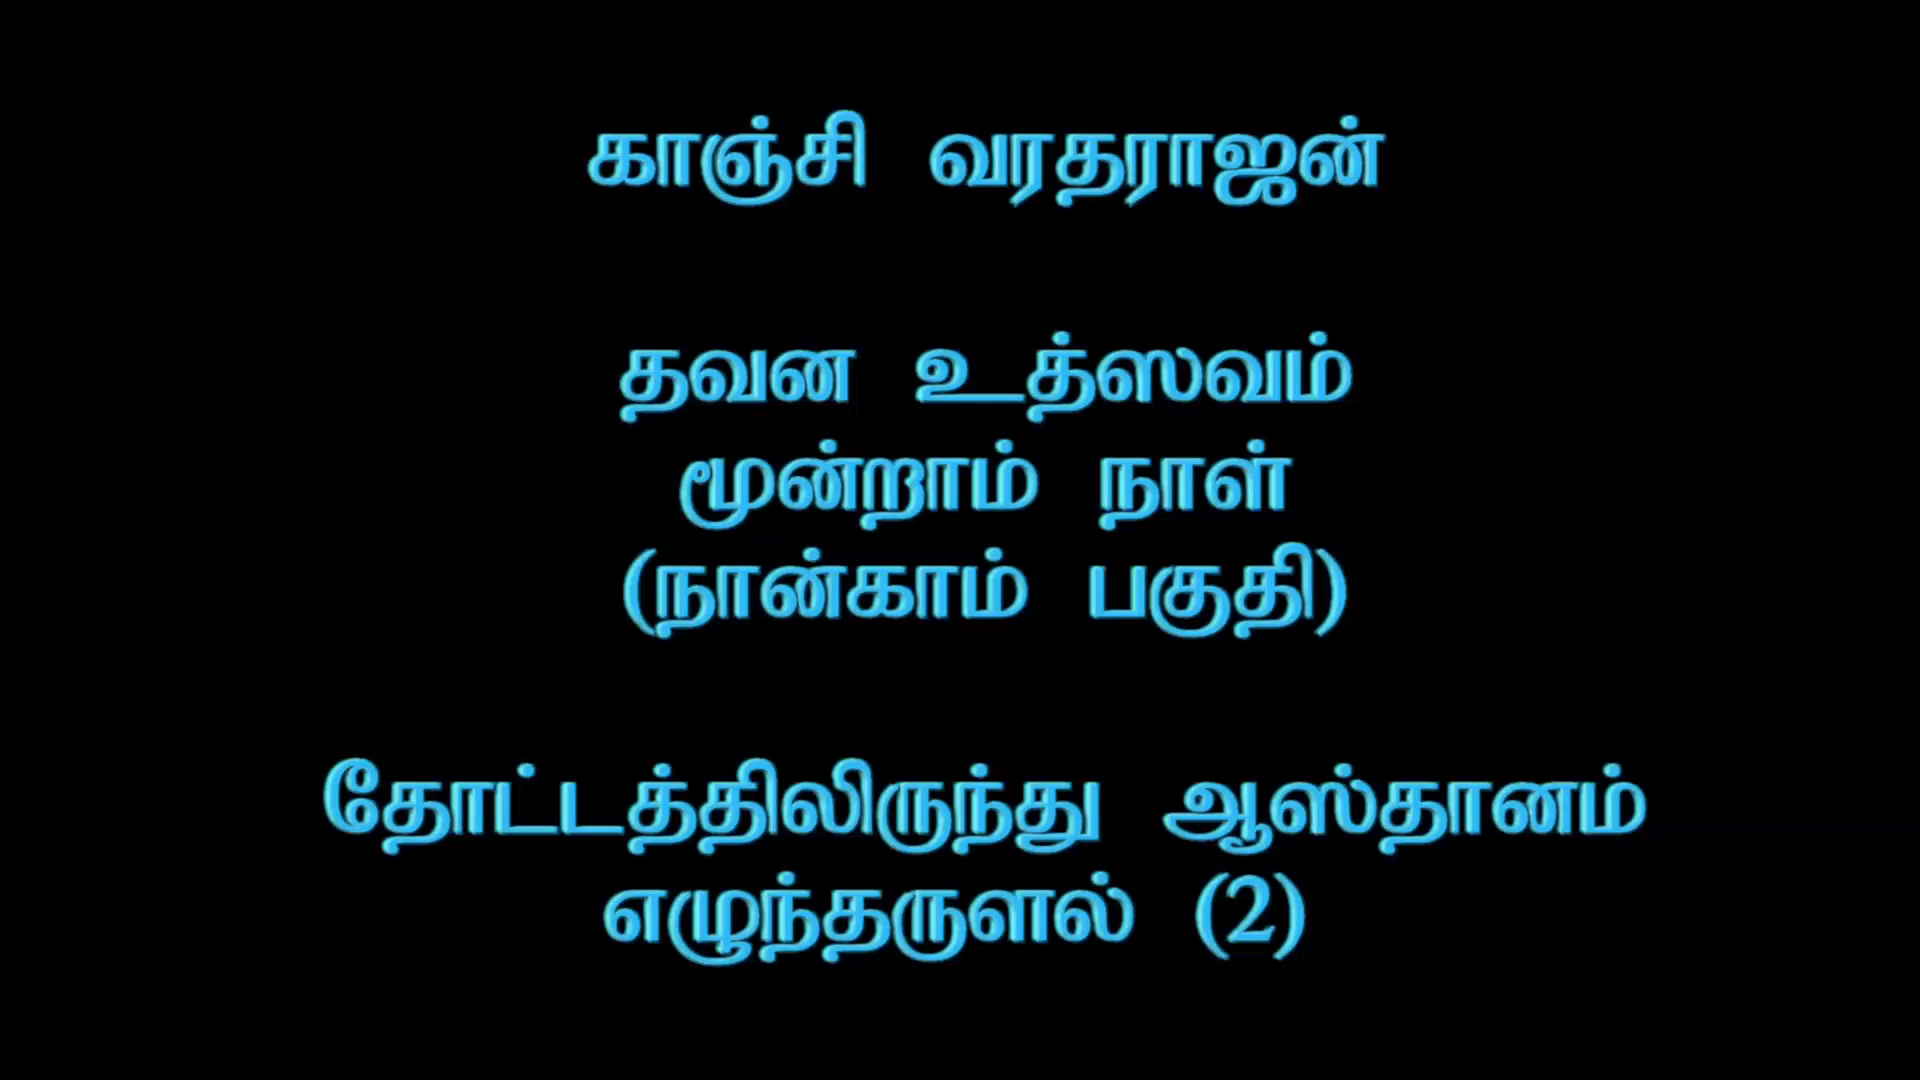 காஞ்சி வரதராஜன்
தவன உத்ஸவம்
மூன்றாம் நாள்
(நான்காம் பகுதி)
தோட்டத்திலிருந்து ஆஸ்தானம்
எழுந்தருளல் (2)